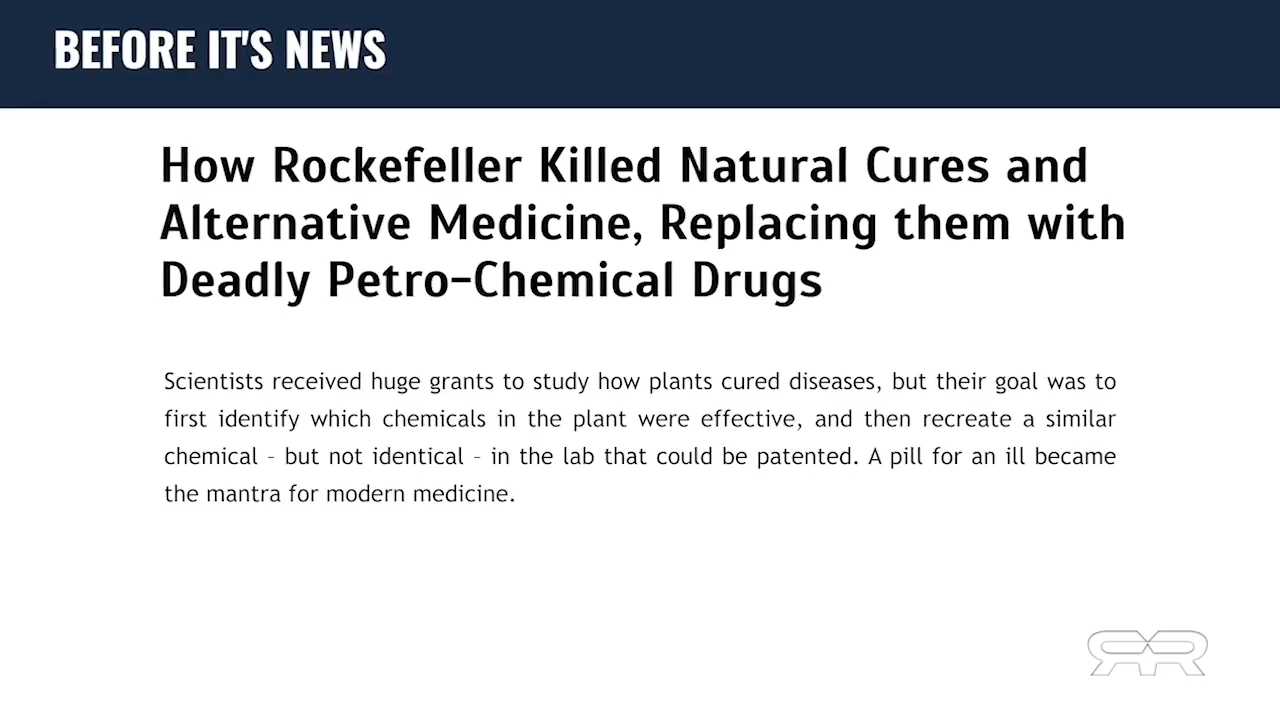 BEFORE IT'S NEWS
How Rockefeller Killed Natural Cures and
Alternative Medicine, Replacing them with
Deadly Petro-Chemical Drugs
Scientists received huge grants to study how plants cured diseases, but their goal was to
first identify which chemicals in the plant were effective, and then recreate a similar
chemical – but not identical – in the lab that could be patented. A pill for an ill became
the mantra for modern medicine.
RR